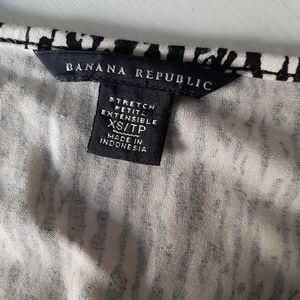 BANANA REPUBLIC
STRETCH
PETITE
EXTENSIBLE
XS/TP
MADE IN
INDONESIA